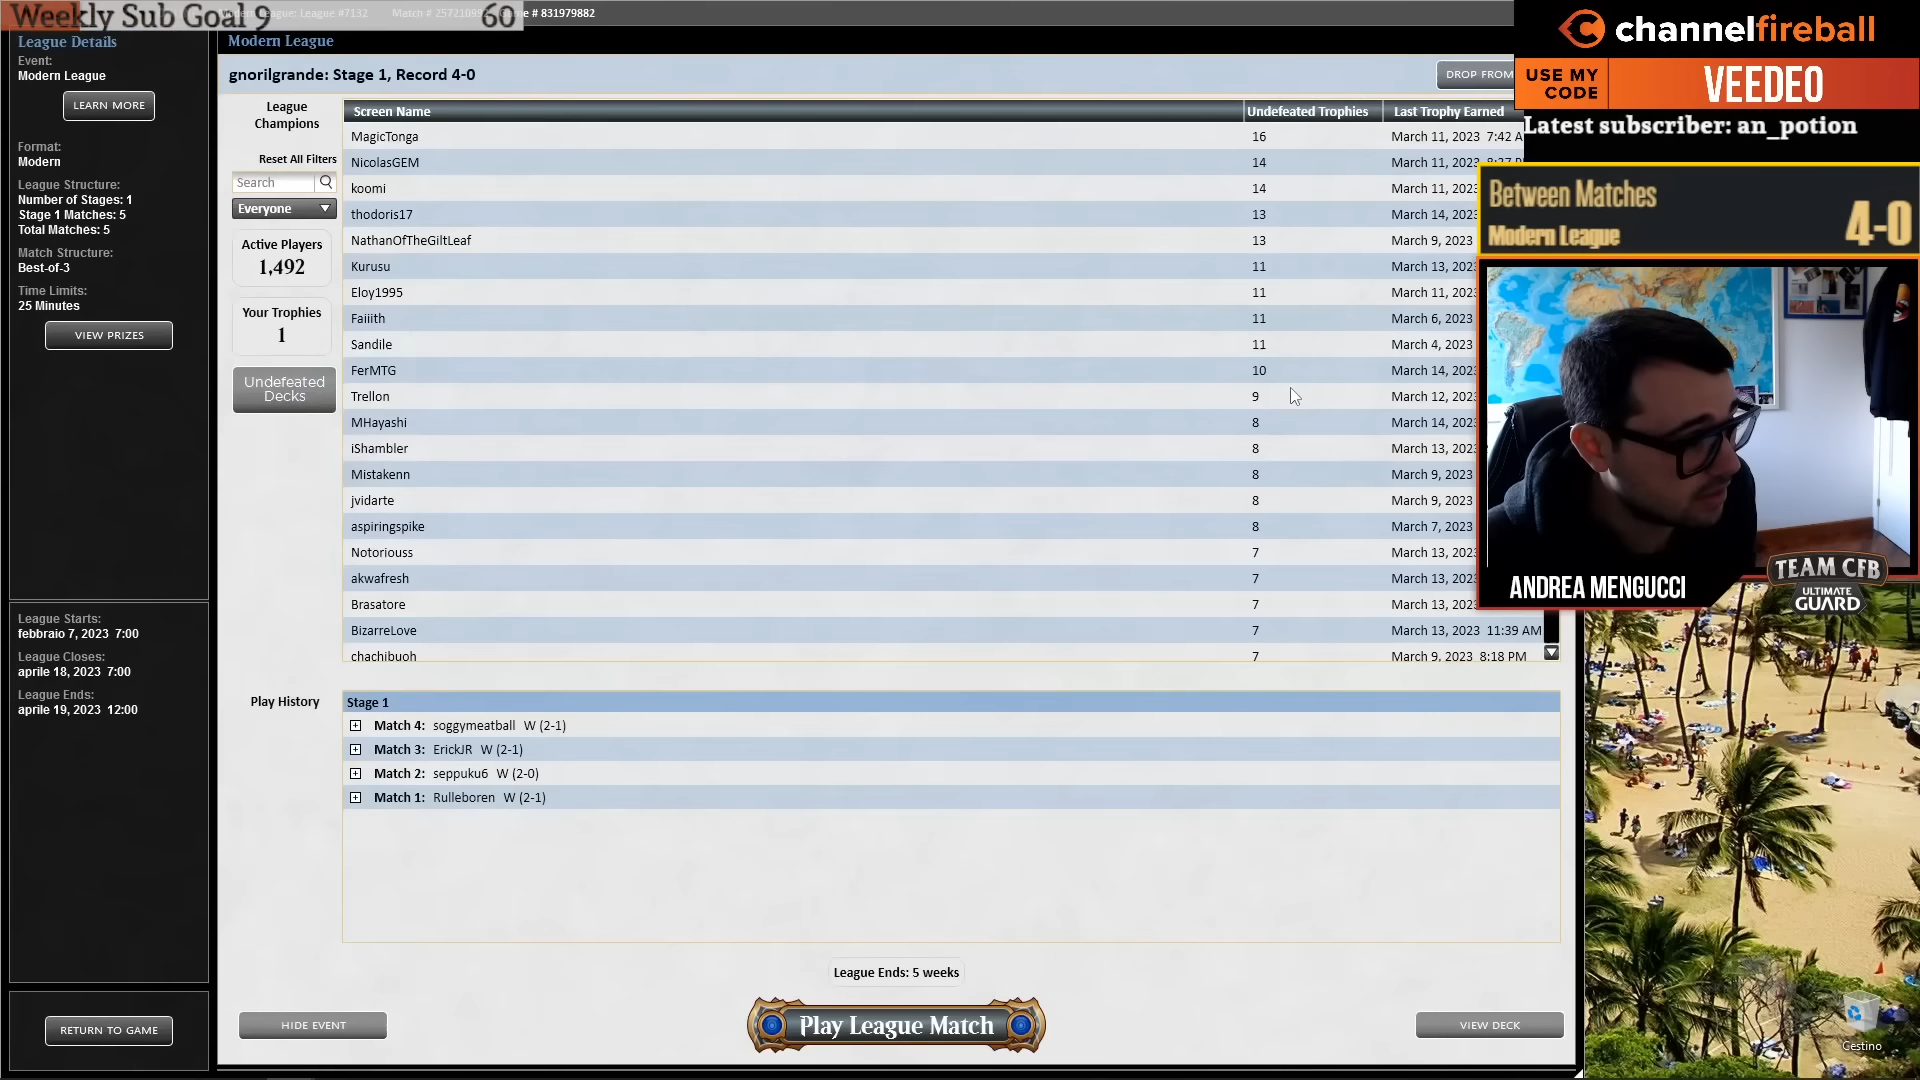 Weekly Sub Goal 9 60
League: League #7132 Match # Game # 831979882
League Details
Event:
Modern League
LEARN MORE
Format:
Modern
League Structure:
Number of Stages: 1
Stage 1 Matches: 5
Total Matches: 5
Match Structure:
Best-of-3
Time Limits:
25 Minutes
VIEW PRIZES
League Starts:
febbraio 7, 2023 7:00
League Closes:
aprile 18, 2023 7:00
League Ends:
aprile 19, 2023 12:00
RETURN TO GAME
Modern League
gnorilgrande: Stage 1, Record 4-0
DROP FROM
League
Champions
Reset All Filters
Search
Everyone
Active Players
1,492
Your Trophies
1
Undefeated
Decks
Screen Name Undefeated Trophies Last Trophy Earned
MagicTonga 16 March 11, 2023 7:42 A
NicolasGEM 14 March 11, 2023 8:37 P
koomi 14 March 11, 2023
thodoris17 13 March 14, 2023
NathanOfTheGiltLeaf 13 March 9, 2023
Kurusu 11 March 13, 2023
Eloy1995 11 March 11, 2023
Faiiith 11 March 6, 2023
Sandile 11 March 4, 2023
FerMTG 10 March 14, 2023
Trellon 9 March 12, 2023
MHayashi 8 March 14, 2023
iShambler 8 March 13, 2023
Mistakenn 8 March 9, 2023
jvidarte 8 March 9, 2023
aspiringspike 8 March 7, 2023
Notoriouss 7 March 13, 2023
akwafresh 7 March 13, 2023
Brasatore 7 March 13, 2023
BizarreLove 7 March 13, 2023 11:39 AM
chachibuoh 7 March 9, 2023 8:18 PM
Play History
Stage 1
Match 4: soggymeatball W (2-1)
Match 3: ErickJR W (2-1)
Match 2: seppuku6 W (2-0)
Match 1: Rulleboren W (2-1)
League Ends: 5 weeks
HIDE EVENT
Play League Match
VIEW DECK
channelfireball
USE MY
CODE
VEEDEO
Latest subscriber: an_potion
Between Matches
Modern League
4-0
ANDREA MENGUCCI
TEAM CFB
ULTIMATE
GUARD
Cestino